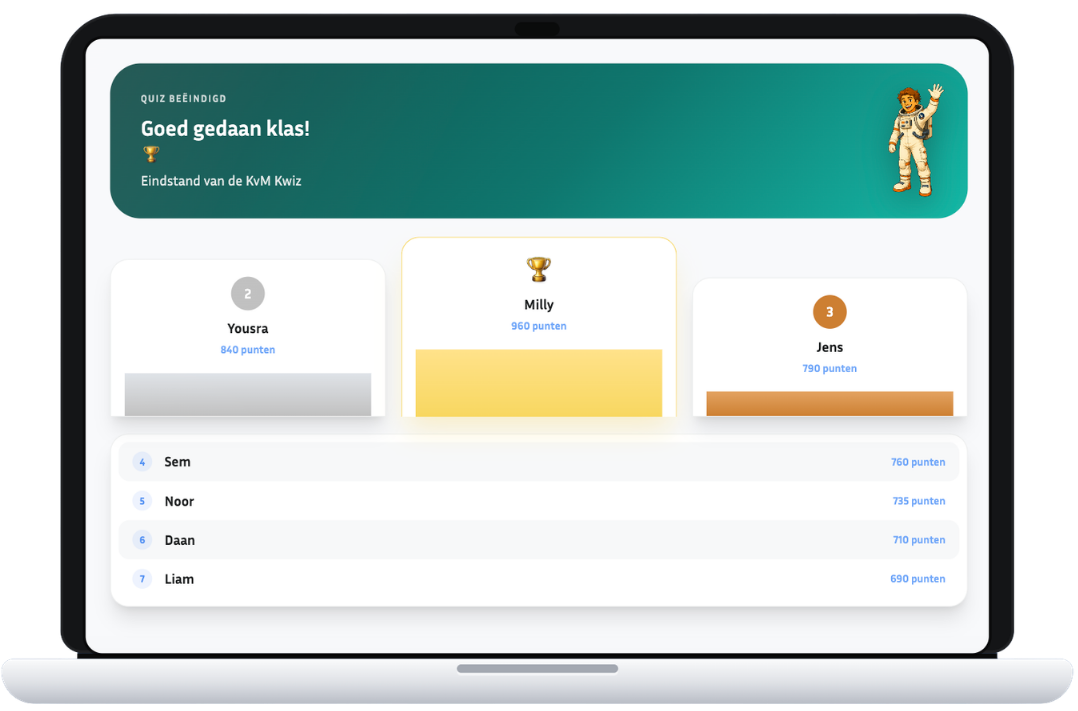 QUIZ BEËINDIGD
Goed gedaan klas!
Eindstand van de KvM Kwiz
2
Yousra
840 punten
Milly
960 punten
3
Jens
790 punten
4 Sem 760 punten
5 Noor 735 punten
6 Daan 710 punten
7 Liam 690 punten